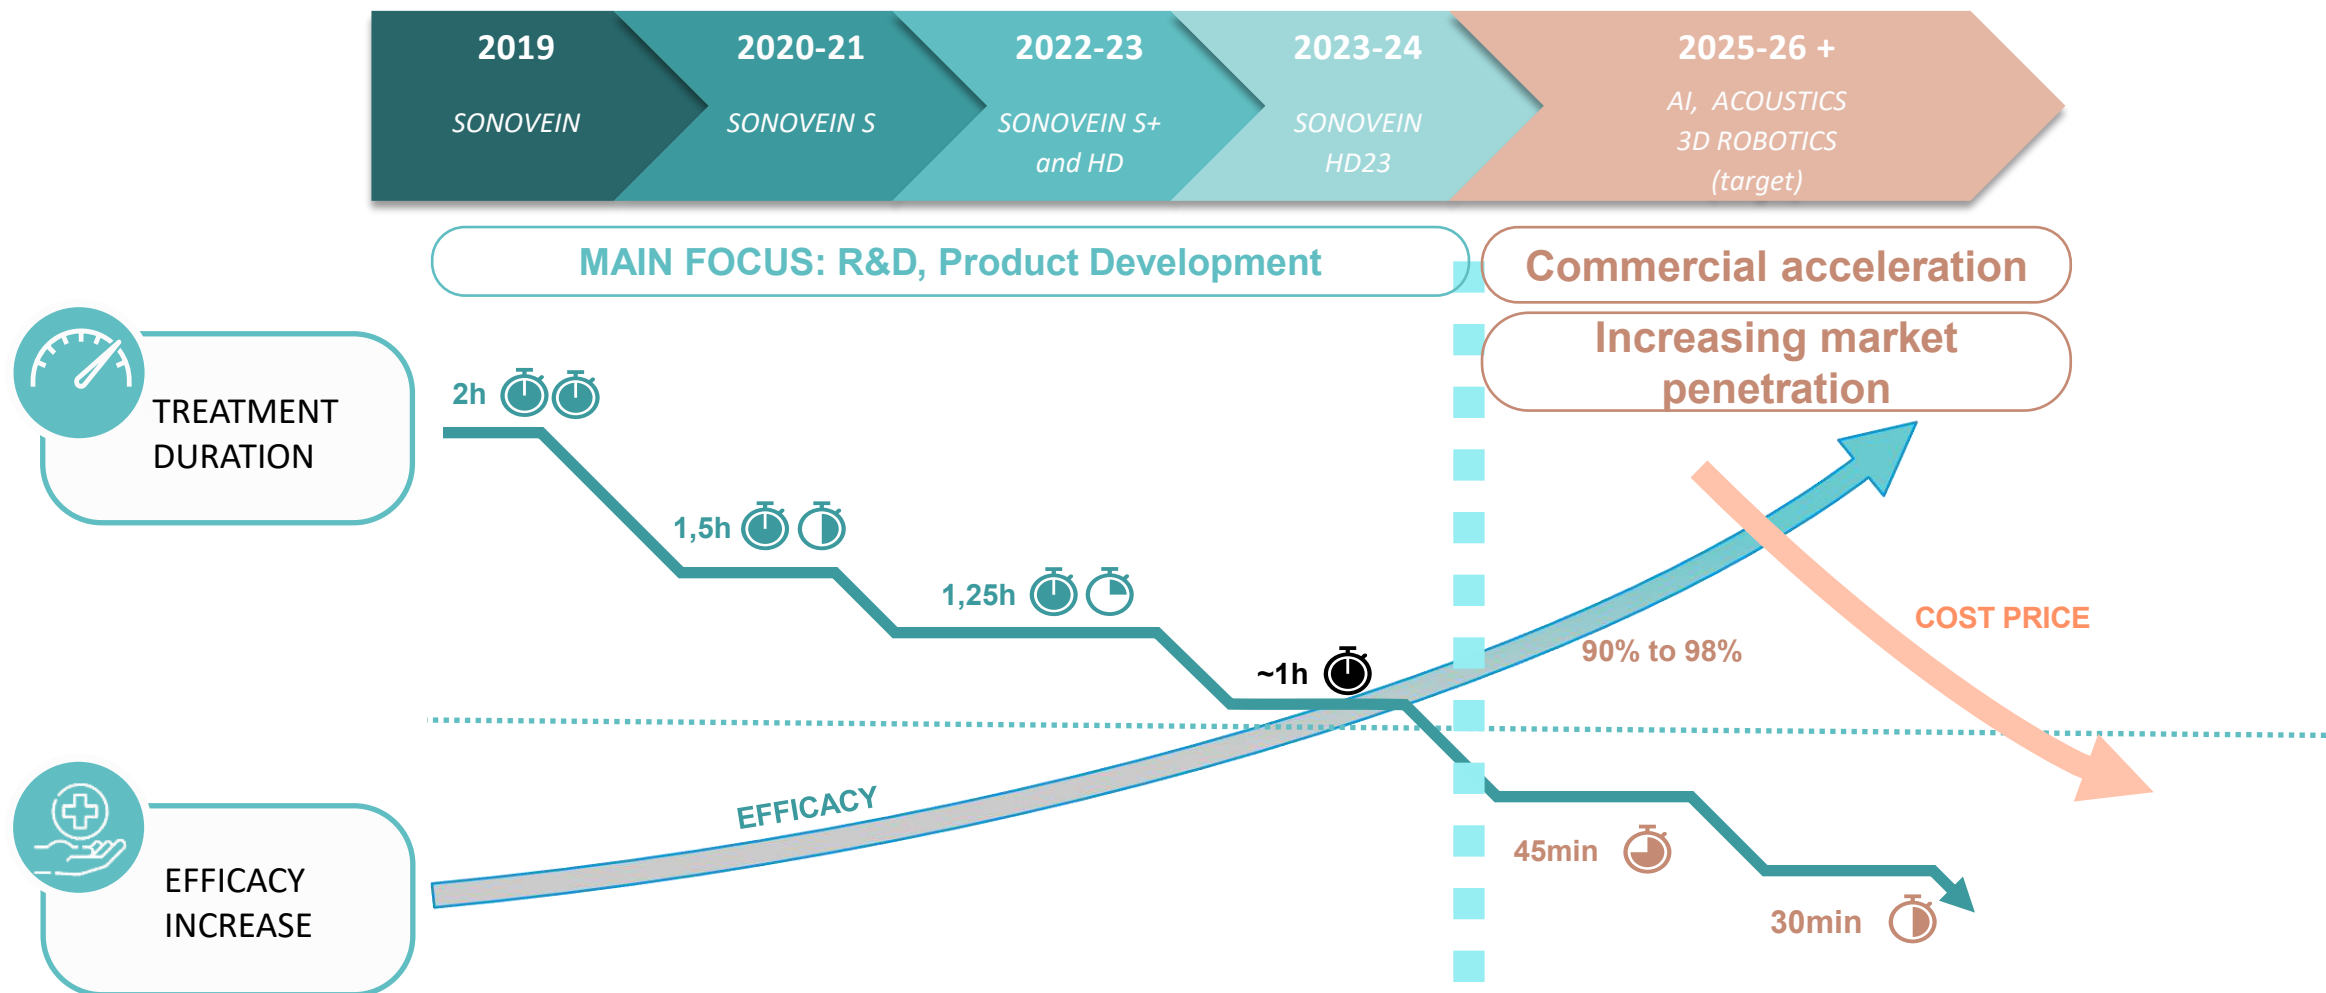 2019
SONOVEIN
2020-21
SONOVEIN S
2022-23
SONOVEIN S+
and HD
2023-24
SONOVEIN
HD23
2025-26 +
AI, ACOUSTICS
3D ROBOTICS
(target)
MAIN FOCUS: R&D, Product Development
Commercial acceleration
Increasing market
penetration
TREATMENT
DURATION
2h
1,5h
1,25h
~1h
90% to 98%
COST PRICE
EFFICACY
45min
30min
EFFICACY
INCREASE